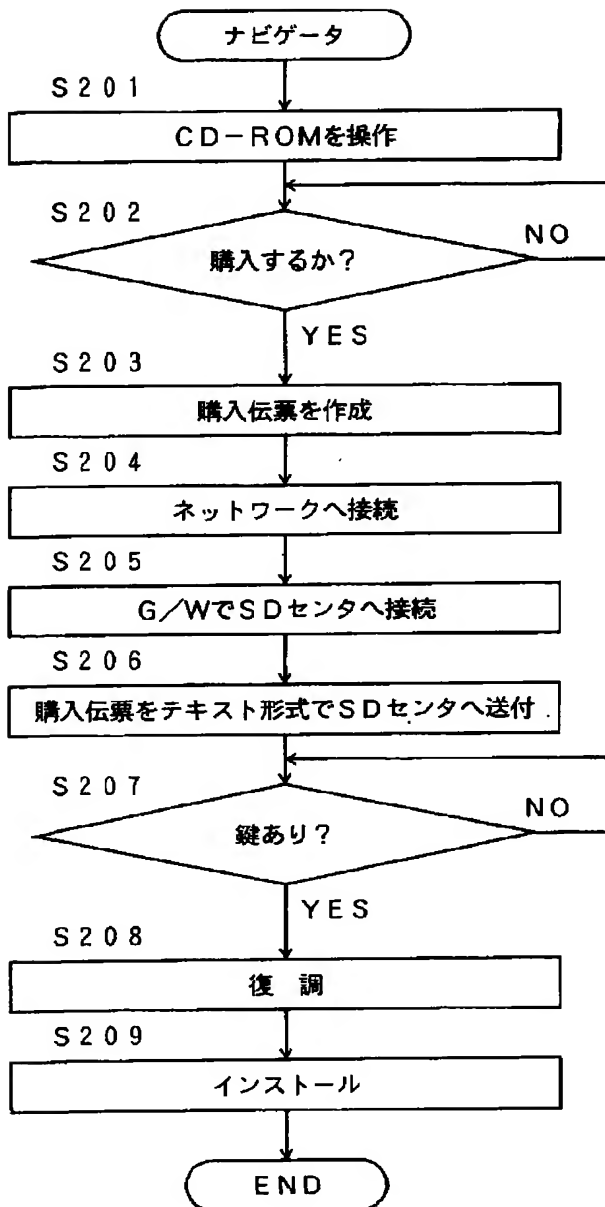 ナビゲータ
S201
CD-ROMを操作
S202
購入するか?
NO
YES
S203
購入伝票を作成
S204
ネットワークへ接続
S205
G/WでSDセンタへ接続
S206
購入伝票をテキスト形式でSDセンタへ送付
S207
鍵あり?
NO
YES
S208
復 調
S209
インストール
END